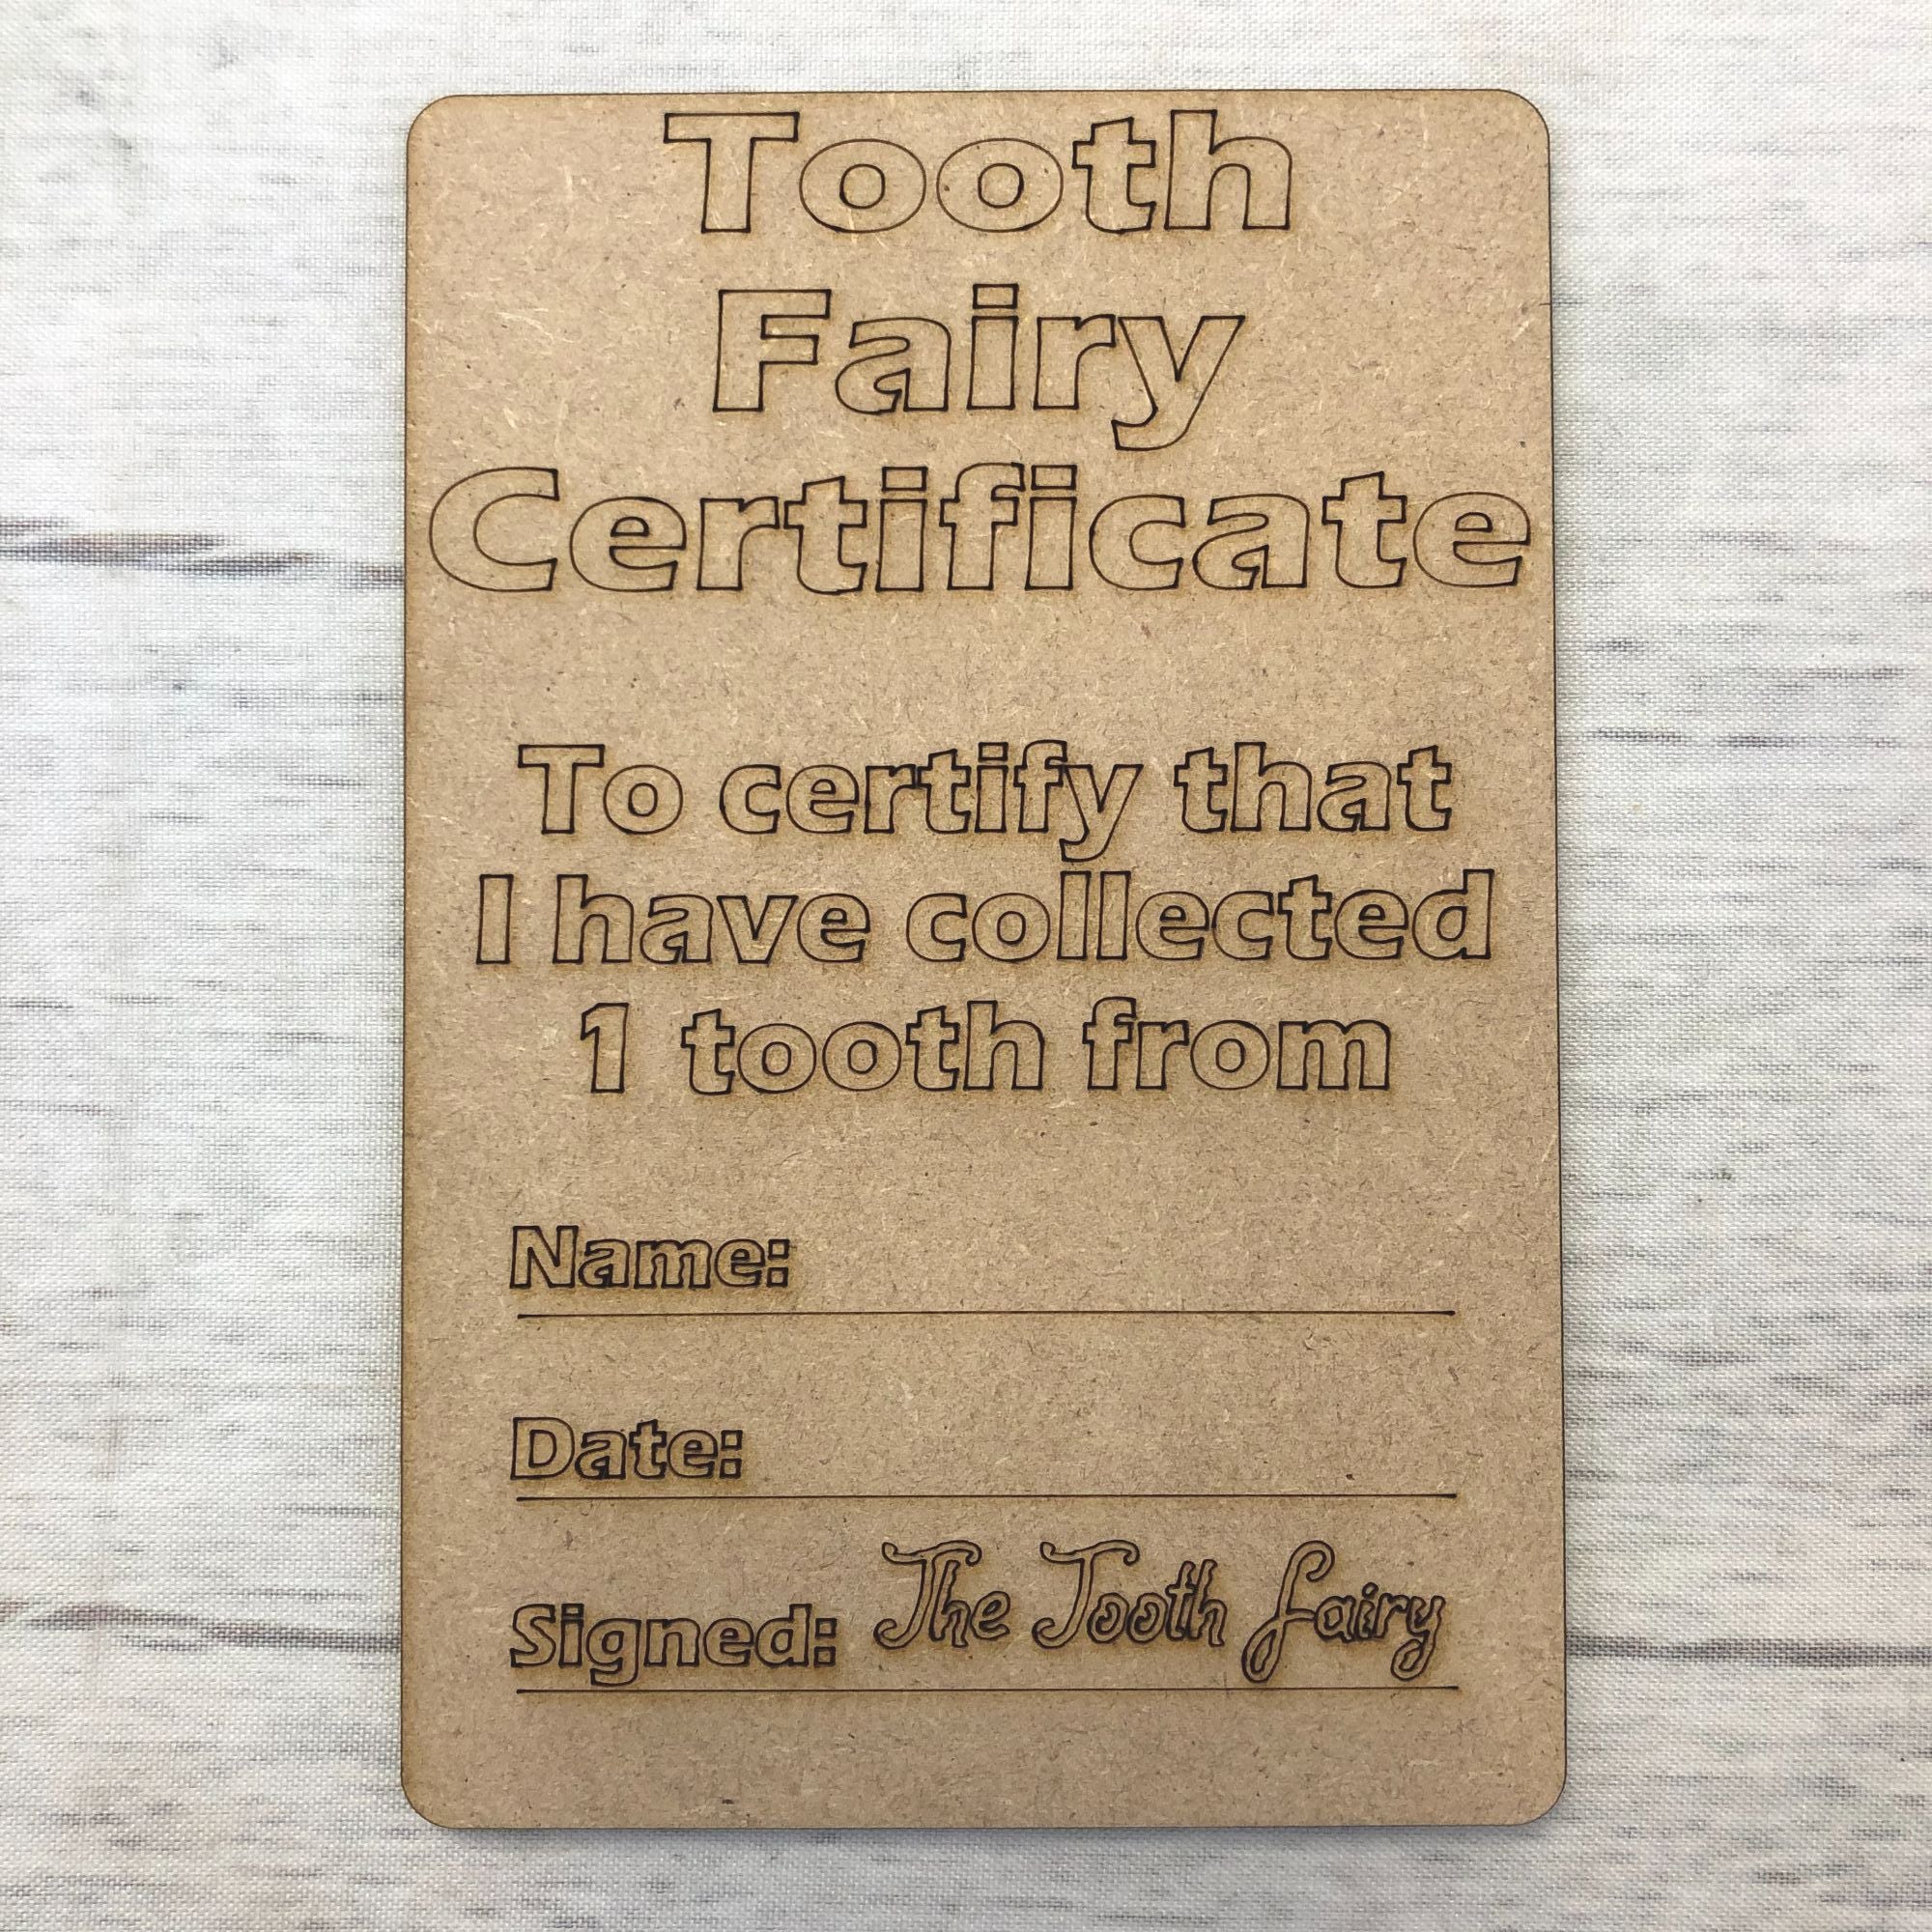 Tooth
Fairy
Certificate
To certify that
I have collected
1 tooth from
Name:
Date:
Signed: The Tooth Fairy